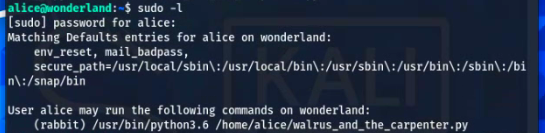 alice@wonderland:~$ sudo -l
[sudo] password for alice:
Matching Defaults entries for alice on wonderland:
    env_reset, mail_badpass,
    secure_path=/usr/local/sbin\:/usr/local/bin\:/usr/sbin\:/usr/bin\:/sbin\:/bi
n\:/snap/bin
KALI
User alice may run the following commands on wonderland:
    (rabbit) /usr/bin/python3.6 /home/alice/walrus_and_the_carpenter.py